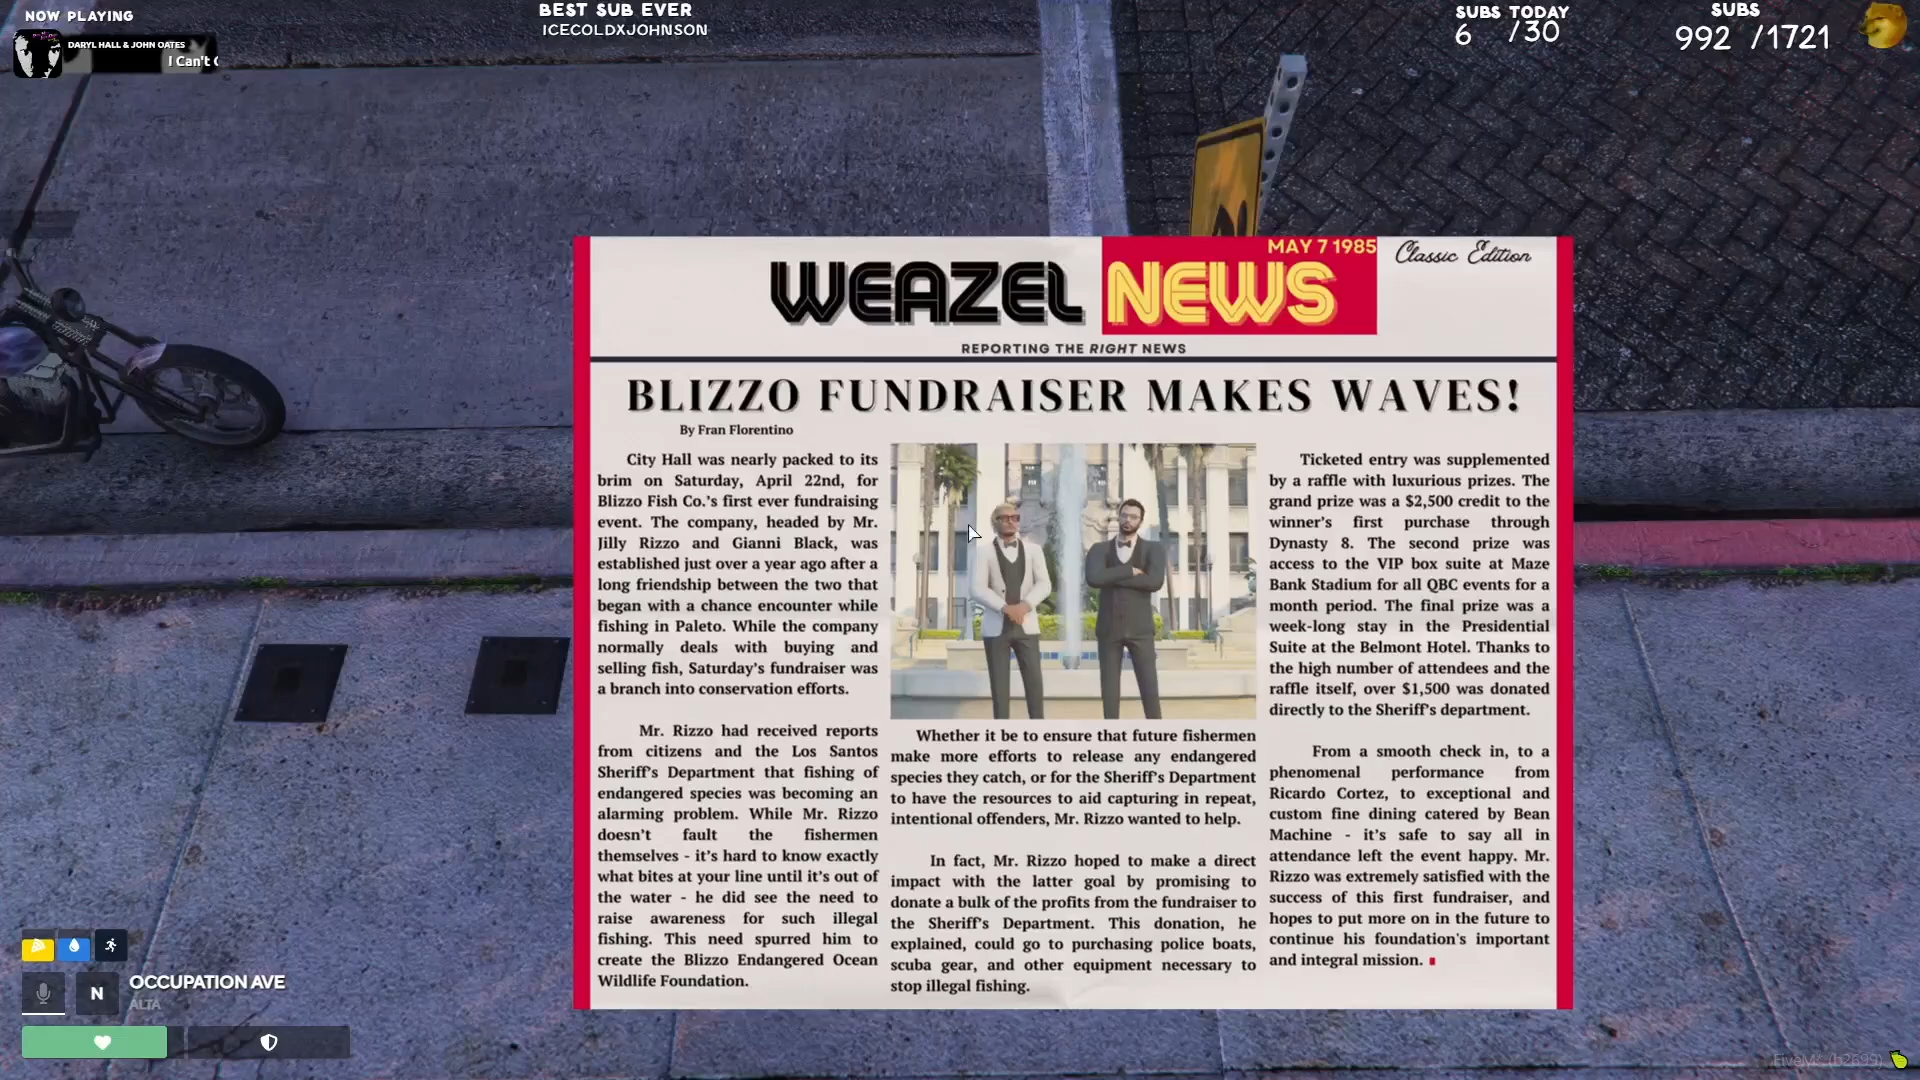 NOW PLAYING
DARYL HALL & JOHN OATES
I Can't
BEST SUB EVER
ICECOLDXJOHNSON
SUBS TODAY
6 /30
SUBS
992 /1721
MAY 7 1985
Classic Edition
WEAZEL NEWS
REPORTING THE RIGHT NEWS
BLIZZO FUNDRAISER MAKES WAVES!
By Fran Florentino
City Hall was nearly packed to its
brim on Saturday, April 22nd, for
Blizzo Fish Co.'s first ever fundraising
event. The company, headed by Mr.
Jilly Rizzo and Gianni Black, was
established just over a year ago after a
long friendship between the two that
began with a chance encounter while
fishing in Paleto. While the company
normally deals with buying and
selling fish, Saturday's fundraiser was
a branch into conservation efforts.
Mr. Rizzo had received reports
from citizens and the Los Santos
Sheriff's Department that fishing of
endangered species was becoming an
alarming problem. While Mr. Rizzo
doesn't fault the fishermen
themselves - it's hard to know exactly
what bites at your line until it's out of
the water - he did see the need to
raise awareness for such illegal
fishing. This need spurred him to
create the Blizzo Endangered Ocean
Wildlife Foundation.
Whether it be to ensure that future fishermen
make more efforts to release any endangered
species they catch, or for the Sheriff's Department
to have the resources to aid capturing in repeat,
intentional offenders, Mr. Rizzo wanted to help.
In fact, Mr. Rizzo hoped to make a direct
impact with the latter goal by promising to
donate a bulk of the profits from the fundraiser to
the Sheriff's Department. This donation, he
explained, could go to purchasing police boats,
scuba gear, and other equipment necessary to
stop illegal fishing.
Ticketed entry was supplemented
by a raffle with luxurious prizes. The
grand prize was a $2,500 credit to the
winner's first purchase through
Dynasty 8. The second prize was
access to the VIP box suite at Maze
Bank Stadium for all QBC events for a
month period. The final prize was a
week-long stay in the Presidential
Suite at the Belmont Hotel. Thanks to
the high number of attendees and the
raffle itself, over $1,500 was donated
directly to the Sheriff's department.
From a smooth check in, to a
phenomenal performance from
Ricardo Cortez, to exceptional and
custom fine dining catered by Bean
Machine - it's safe to say all in
attendance left the event happy. Mr.
Rizzo was extremely satisfied with the
success of this first fundraiser, and
hopes to put more on in the future to
continue his foundation's important
and integral mission.
N
OCCUPATION AVE
ALTA
FiveM (b2699)